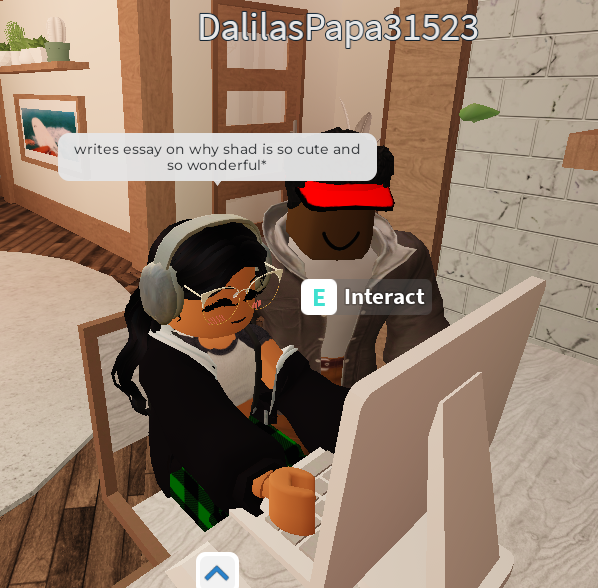 DalilasPapa31523
writes essay on why shad is so cute and
so wonderful*
E Interact